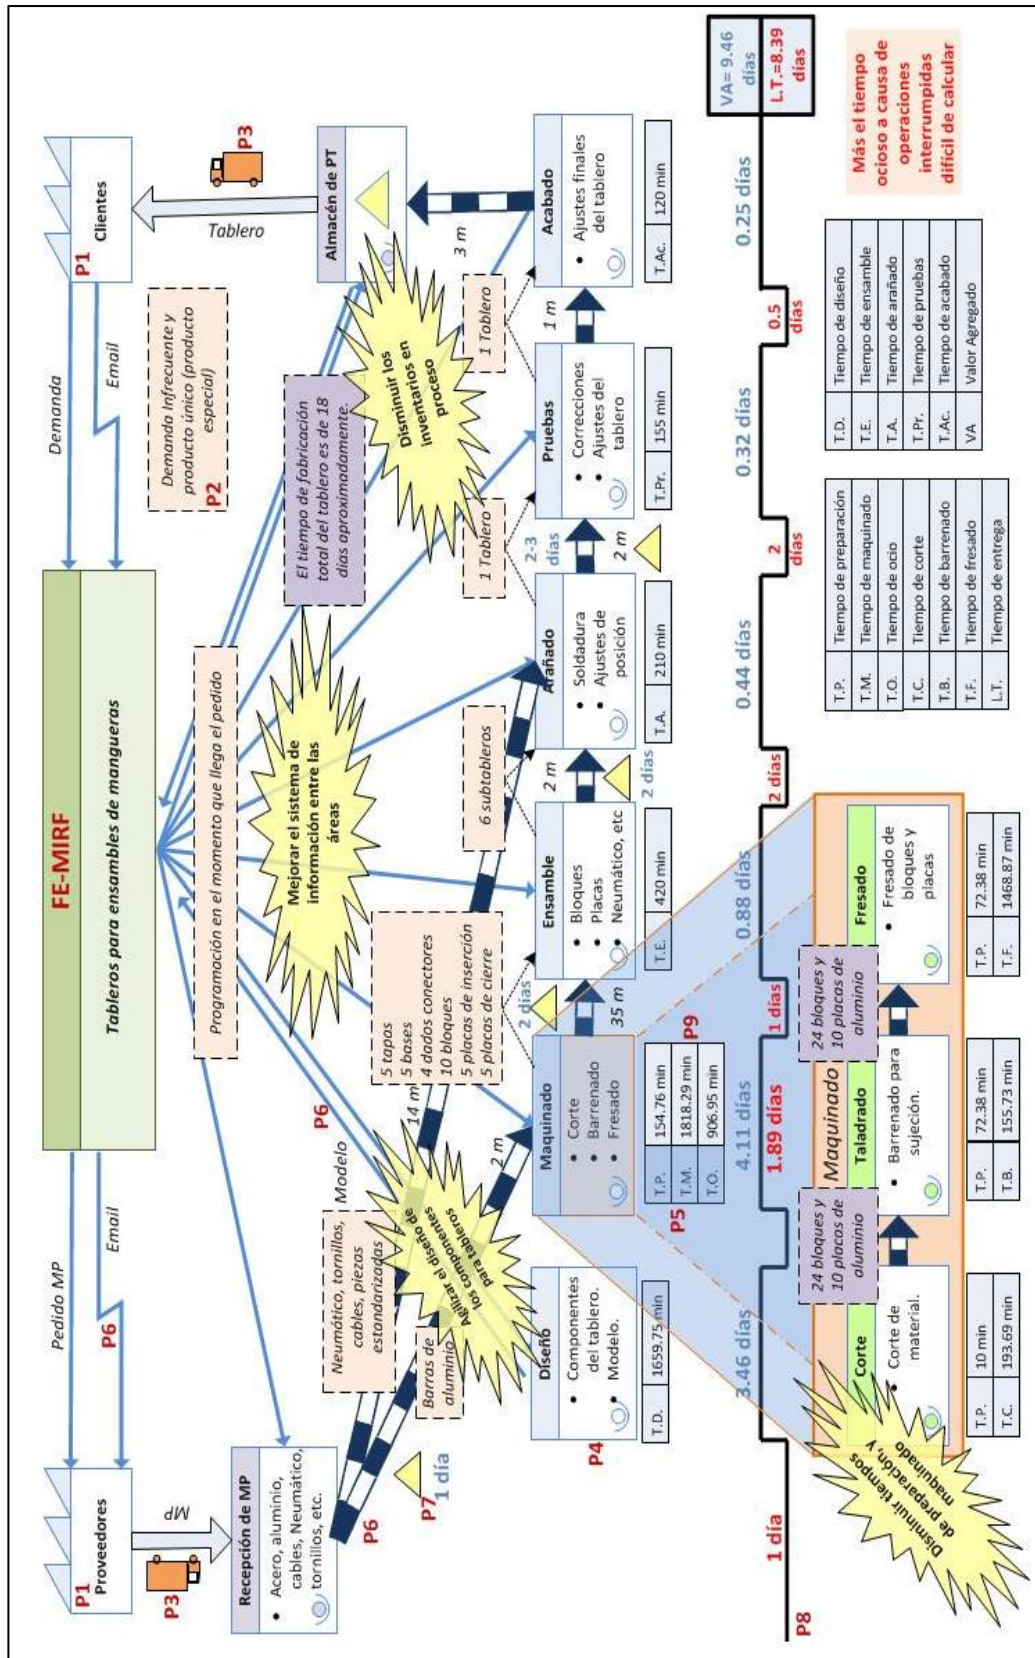 FE-MIRF
Tableros para ensambles de mangueras
P1
Proveedores
Pedido MP
Email
P6
Demanda
Email
P1
Clientes
P2
Demanda Infrecuente y
producto único (producto
especial)
P3
MP
P3
Tablero
Programación en el momento que llega el pedido
Recepción de MP
• Acero, aluminio,
cables, Neumático,
tornillos, etc.
Mejorar el sistema de
información entre las
áreas
El tiempo de fabricación
total del tablero es de 18
días aproximadamente.
Almacén de PT
P6
Modelo
Neumático, tornillos,
cables, piezas
estandarizadas
P6
Barras de
aluminio
P7
1 día
14 m
2 m
Agilizar el diseño de
los componentes
para tableros
5 tapas
5 bases
4 dados conectores
10 bloques
5 placas de inserción
5 placas de cierre
6 subtableros
1 Tablero
Disminuir los
inventarios en
proceso
1 Tablero
3 m
P4
Diseño
• Componentes
del tablero.
• Modelo.
T.D. 1659.75 min
Maquinado
• Corte
• Barrenado
• Fresado
P5
T.P. 154.76 min
T.M. 1818.29 min
T.O. 906.95 min
P9
2 días
35 m
Ensamble
• Bloques
• Placas
• Neumático, etc
T.E. 420 min
2 m
2 días
Arañado
• Soldadura
• Ajustes de
posición
T.A. 210 min
2-3
días
2 m
Pruebas
• Correcciones
• Ajustes del
tablero
T.Pr. 155 min
1 m
Acabado
• Ajustes finales
del tablero
T.Ac. 120 min
P8
1 día
3.46 días
4.11 días
1.89 días
1 días
0.88 días
2 días
0.44 días
2
días
0.32 días
0.5
días
0.25 días
VA= 9.46
días
L.T.=8.39
días
Disminuir tiempos
de preparación, y
maquinado
Maquinado
Corte
• Corte de
material.
T.P. 10 min
T.C. 193.69 min
24 bloques y
10 placas de
aluminio
Taladrado
• Barrenado para
sujeción.
T.P. 72.38 min
T.B. 155.73 min
24 bloques y
10 placas de
aluminio
Fresado
• Fresado de
bloques y
placas
T.P. 72.38 min
T.F. 1468.87 min
T.P. Tiempo de preparación
T.M. Tiempo de maquinado
T.O. Tiempo de ocio
T.C. Tiempo de corte
T.B. Tiempo de barrenado
T.F. Tiempo de fresado
L.T. Tiempo de entrega
T.D. Tiempo de diseño
T.E. Tiempo de ensamble
T.A. Tiempo de arañado
T.Pr. Tiempo de pruebas
T.Ac. Tiempo de acabado
VA Valor Agregado
Más el tiempo
ocioso a causa de
operaciones
interrumpidas
difícil de calcular